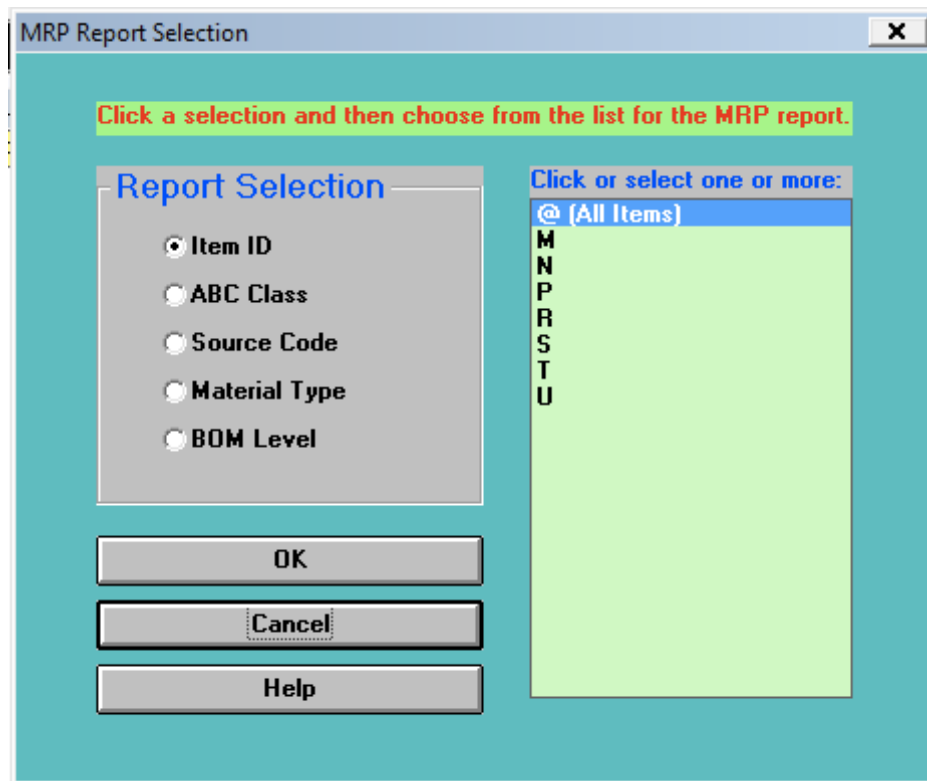 MRP Report Selection
Click a selection and then choose from the list for the MRP report.
Report Selection
Item ID
ABC Class
Source Code
Material Type
BOM Level
OK
Cancel
Help
Click or select one or more:
@ (All Items)
M
N
P
R
S
T
U